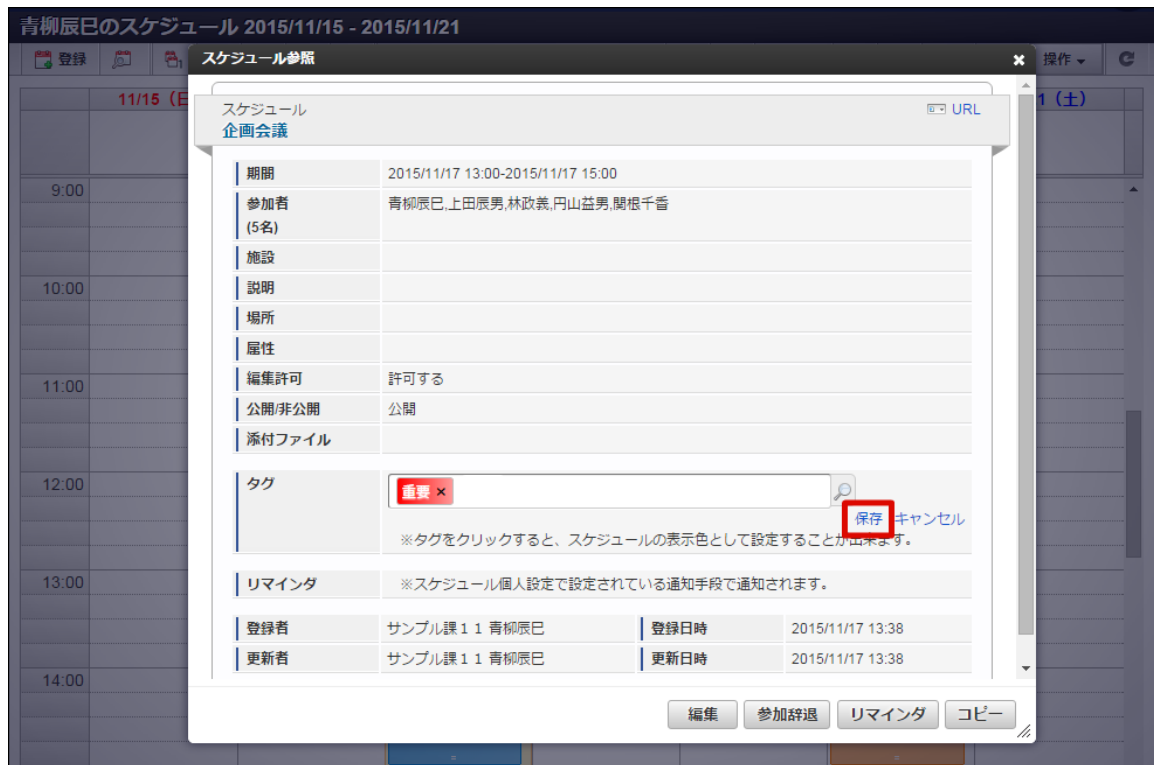 青柳辰巳のスケジュール 2015/11/15 - 2015/11/21
登録
操作
スケジュール参照
11/15（日
1（土）
スケジュール
URL
企画会議
期間 2015/11/17 13:00-2015/11/17 15:00
参加者 青柳辰巳,上田辰男,林政義,円山益男,関根千香
(5名)
施設
説明
場所
属性
編集許可 許可する
公開/非公開 公開
添付ファイル
タグ 重要 ×
保存 キャンセル
※タグをクリックすると、スケジュールの表示色として設定することが出来ます。
リマインダ ※スケジュール個人設定で設定されている通知手段で通知されます。
登録者 サンプル課１１ 青柳辰巳 登録日時 2015/11/17 13:38
更新者 サンプル課１１ 青柳辰巳 更新日時 2015/11/17 13:38
編集 参加辞退 リマインダ コピー
9:00
10:00
11:00
12:00
13:00
14:00